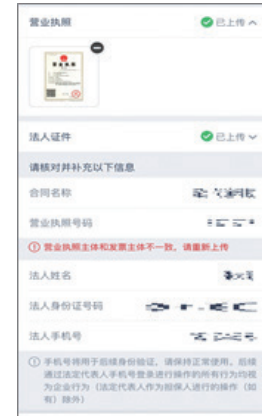 营业执照
已上传
法人证件
已上传
请核对并补充以下信息
合同名称
营业执照号码
营业执照主体和发票主体不一致，请重新上传
法人姓名
法人身份证号码
法人手机号
手机号将用于后续身份验证，请保持正常使用。后续
通过法定代表人手机号登录进行操作的所有行为均视
为企业行为（法定代表人作为担保人进行的操作（如
有）除外）